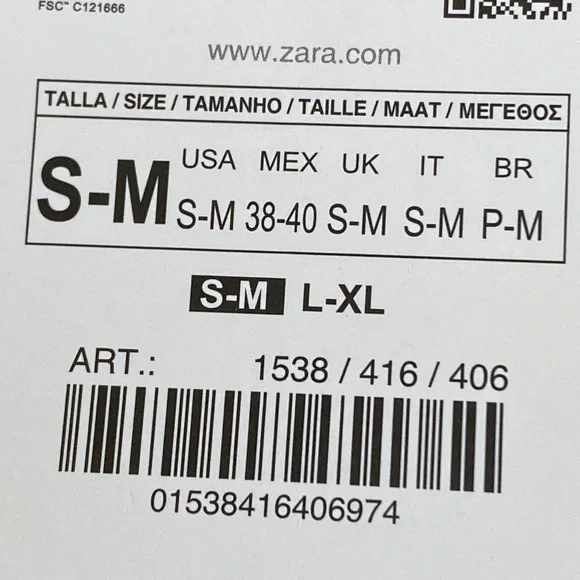 FSC™ C121666
www.zara.com
TALLA / SIZE / TAMANHO / TAILLE / MAAT / ΜΕΓΕΘΟΣ
USA MEX UK IT BR
S-M S-M 38-40 S-M S-M P-M
S-M L-XL
ART.: 1538 / 416 / 406
01538416406974